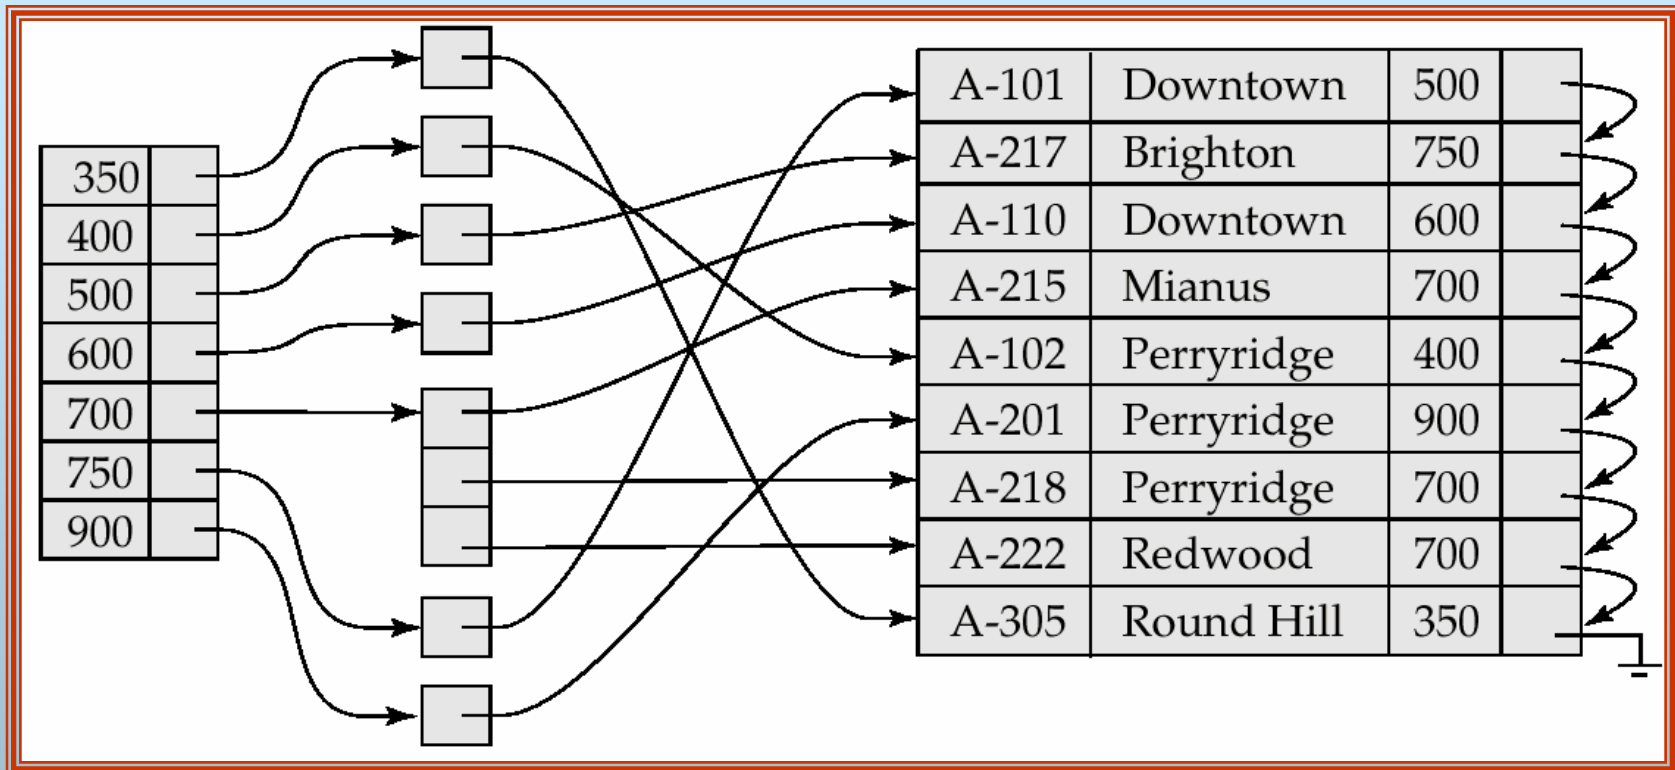 350
400
500
600
700
750
900
A-101 Downtown 500
A-217 Brighton 750
A-110 Downtown 600
A-215 Mianus 700
A-102 Perryridge 400
A-201 Perryridge 900
A-218 Perryridge 700
A-222 Redwood 700
A-305 Round Hill 350